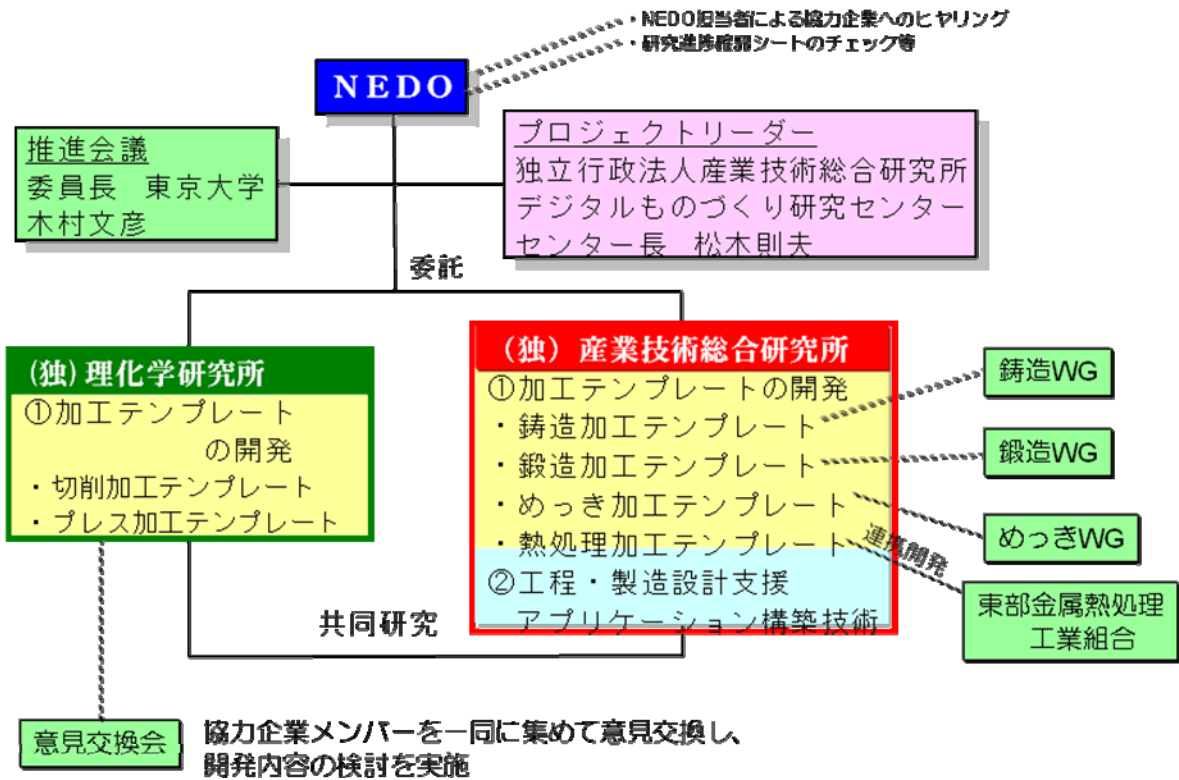 ・NEDO担当者による協力企業へのヒヤリング
・研究進捗確認シートのチェック等
NEDO
推進会議
委員長 東京大学
木村文彦
プロジェクトリーダー
独立行政法人産業技術総合研究所
デジタルものづくり研究センター
センター長 松木則夫
委託
(独)理化学研究所
①加工テンプレート
の開発
・切削加工テンプレート
・プレス加工テンプレート
(独)産業技術総合研究所
①加工テンプレートの開発
・鋳造加工テンプレート
・鍛造加工テンプレート
・めっき加工テンプレート
・熱処理加工テンプレート
②工程・製造設計支援
アプリケーション構築技術
鋳造WG
鍛造WG
めっきWG
連携開発
東部金属熱処理
工業組合
共同研究
意見交換会
協力企業メンバーを一同に集めて意見交換し、
開発内容の検討を実施